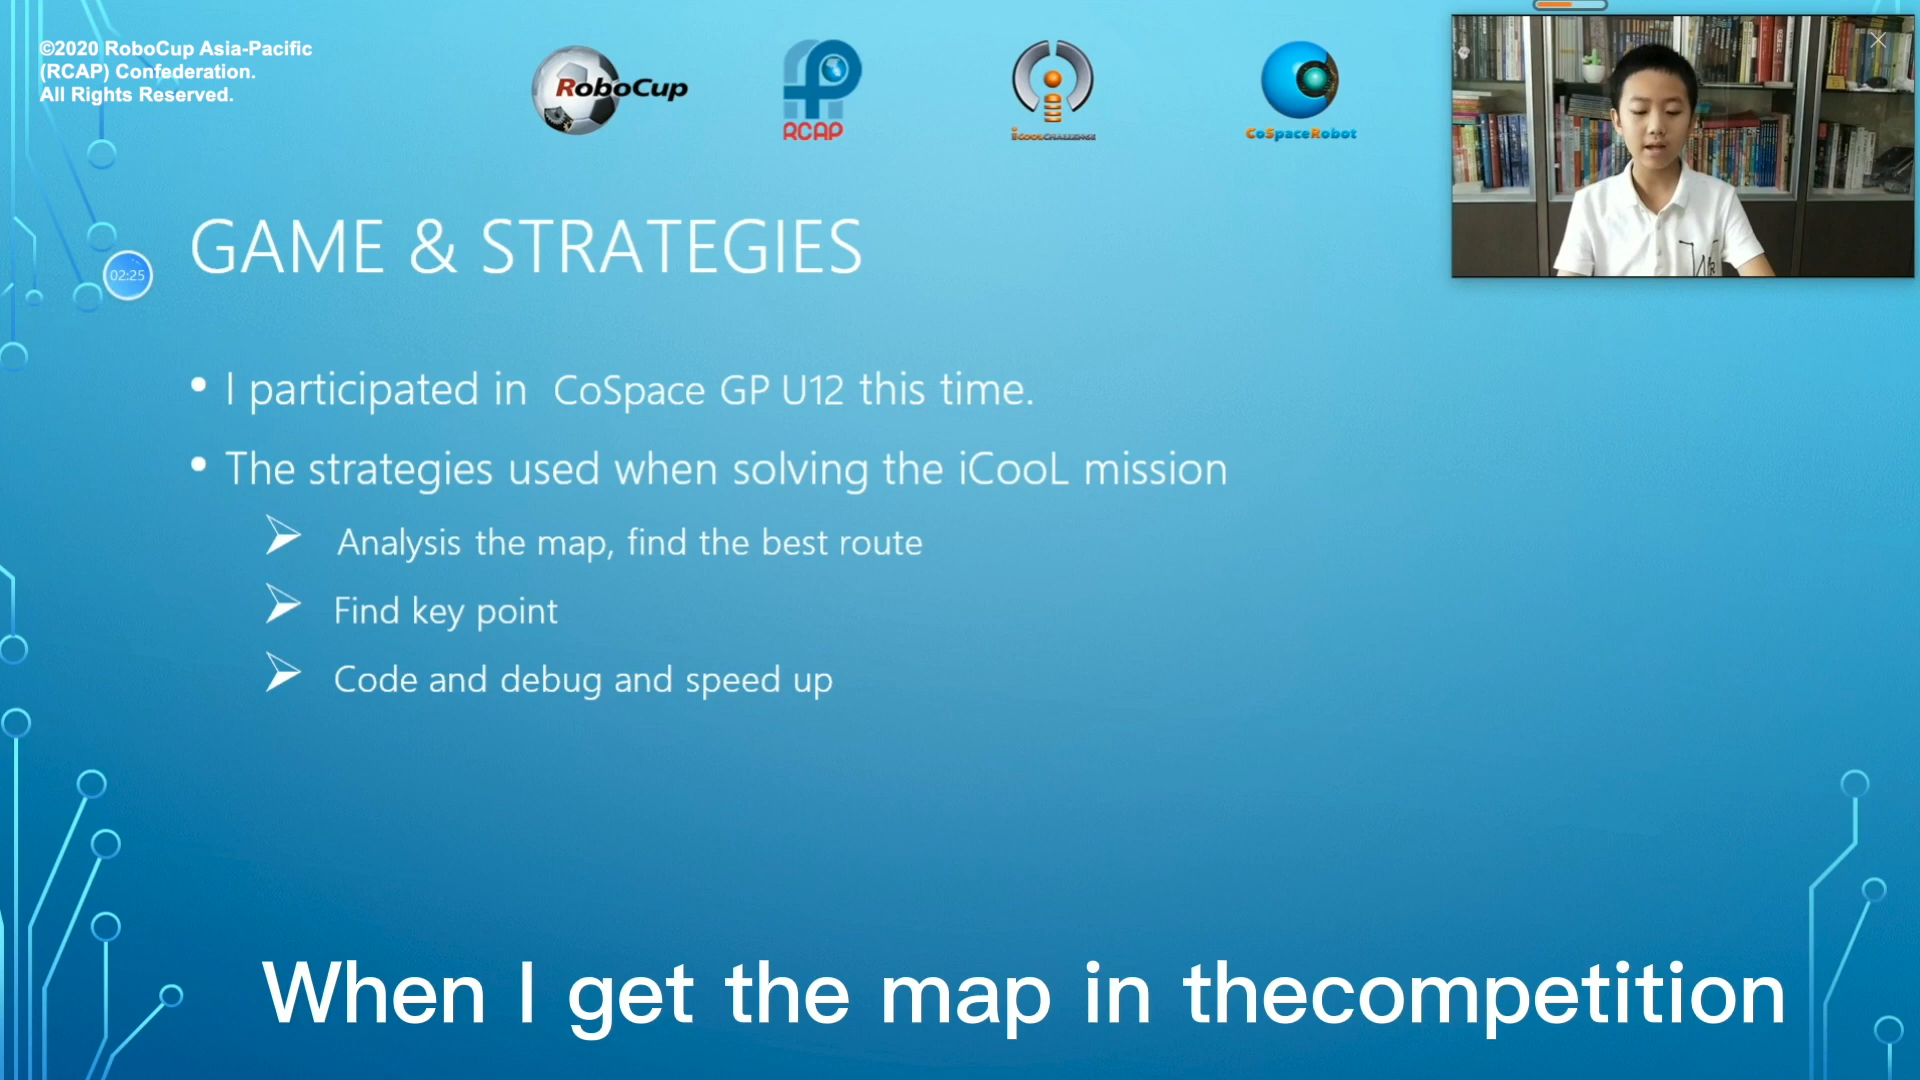 ©2020 RoboCup Asia-Pacific
(RCAP) Confederation.
All Rights Reserved.
RoboCup
RCAP
iCOOLCHALLENGE
CoSpaceRobot
GAME & STRATEGIES
02:25
• I participated in CoSpace GP U12 this time.
• The strategies used when solving the iCooL mission
➢ Analysis the map, find the best route
➢ Find key point
➢ Code and debug and speed up
When I get the map in thecompetition